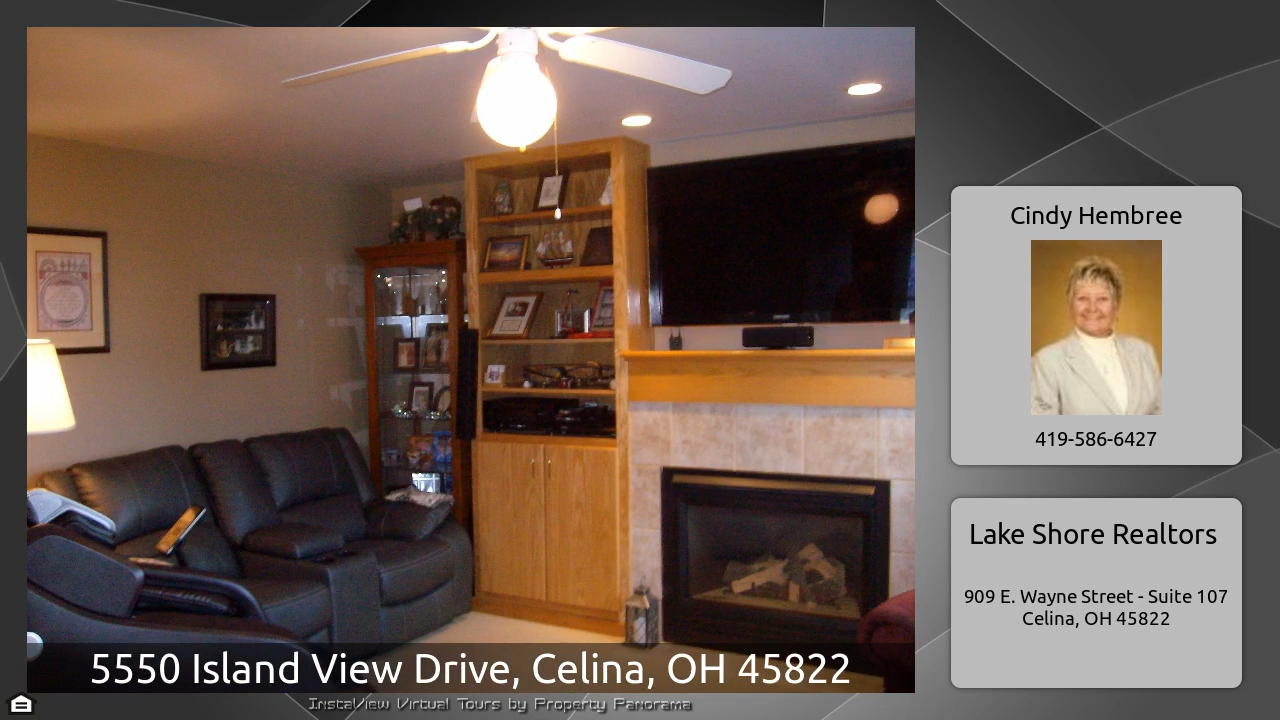 Cindy Hembree
419-586-6427
Lake Shore Realtors
909 E. Wayne Street - Suite 107
Celina, OH 45822
5550 Island View Drive, Celina, OH 45822
InstaView Virtual Tours by Property Panorama